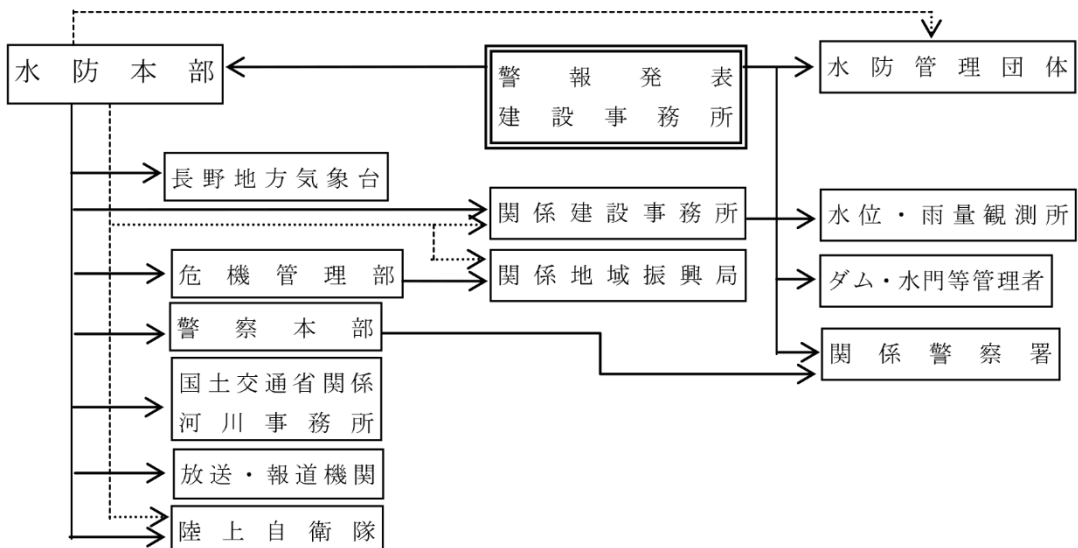 水防本部
警報発表
建設事務所
水防管理団体
長野地方気象台
関係建設事務所
水位・雨量観測所
危機管理部
関係地域振興局
ダム・水門等管理者
警察本部
関係警察署
国土交通省関係
河川事務所
放送・報道機関
陸上自衛隊